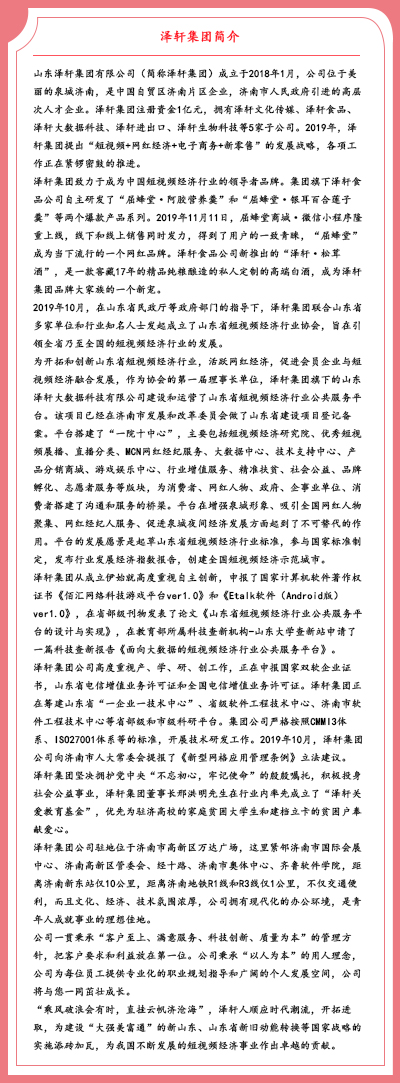 泽轩集团简介
山东泽轩集团有限公司（简称泽轩集团）成立于2018年1月，公司位于美
丽的泉城济南，是中国自贸区济南片区企业，济南市人民政府引进的高层
次人才企业。泽轩集团注册资金1亿元，拥有泽轩文化传媒、泽轩食品、
泽轩大数据科技、泽轩进出口、泽轩生物科技等5家子公司。2019年，泽
轩集团提出“短视频+网红经济+电子商务+新零售”的发展战略，各项工
作正在紧锣密鼓的推进。
泽轩集团致力于成为中国短视频经济行业的领导者品牌。集团旗下泽轩食
品公司自主研发了“屈蜂堂·阿胶营养羹”和“屈蜂堂·银耳百合莲子
羹”等两个爆款产品系列。2019年11月11日，屈蜂堂商城·微信小程序隆
重上线，线下和线上销售同时发力，得到了用户的一致青睐，“屈蜂堂”
成为当下流行的一个网红品牌。泽轩食品公司新推出的“泽轩·松茸
酒”，是一款窖藏17年的精品纯粮酿造的私人定制的高端白酒，成为泽轩
集团品牌大家族的一个新宠。
2019年10月，在山东省民政厅等政府部门的指导下，泽轩集团联合山东省
多家单位和行业知名人士发起成立了山东省短视频经济行业协会，旨在引
领全省乃至全国的短视频经济行业的发展。
为开拓和创新山东省短视频经济行业，活跃网红经济，促进会员企业与短
视频经济融合发展，作为协会的第一届理事长单位，泽轩集团旗下的山东
泽轩大数据科技有限公司建设和运营了山东省短视频经济行业公共服务平
台。该项目已经在济南市发展和改革委员会做了山东省建设项目登记备
案。平台搭建了“一院十中心”，主要包括短视频经济研究院、优秀短视
频展播、直播分类、MCN网红经纪服务、大数据中心、技术支持中心、产
品分销商城、游戏娱乐中心、行业增值服务、精准扶贫、社会公益、品牌
孵化、志愿者服务等版块，为消费者、网红人物、政府、企事业单位、消
费者搭建了沟通和服务的桥梁。平台在增强泉城形象、吸引全国网红人物
聚集、网红经纪人服务、促进泉城夜间经济发展方面起到了不可替代的作
用。平台的发展愿景是起草山东省短视频经济行业标准，参与国家标准制
定，发布行业发展经济指数报告，创建全国短视频经济示范城市。
泽轩集团从成立伊始就高度重视自主创新，申报了国家计算机软件著作权
证书《佰汇网络科技游戏平台ver1.0》和《Etalk软件（Android版）
ver1.0》，在省部级刊物发表了论文《山东省短视频经济行业公共服务平
台的设计与实现》，在教育部所属科技查新机构-山东大学查新站申请了
一篇科技查新报告《面向大数据的短视频经济行业公共服务平台》。
泽轩集团公司高度重视产、学、研、创工作，正在申报国家双软企业证
书，山东省电信增值业务许可证和全国电信增值业务许可证。泽轩集团正
在筹建山东省“一企业一技术中心”、省级软件工程技术中心、济南市软
件工程技术中心等省部级和市级科研平台。集团公司严格按照CMMI3体
系、ISO27001体系等的标准，开展技术研发工作。2019年10月，泽轩集团
公司向济南市人大常委会提报了《新型网格应用管理条例》立法建议。
泽轩集团坚决拥护党中央“不忘初心，牢记使命”的殷殷嘱托，积极投身
社会公益事业，泽轩集团董事长邢洪明先生在行业内率先成立了“泽轩关
爱教育基金”，优先为驻济高校的家庭贫困大学生和建档立卡的贫困户奉
献爱心。
泽轩集团公司驻地位于济南市高新区万达广场，这里紧邻济南市国际会展
中心、济南高新区管委会、经十路、济南市奥体中心、齐鲁软件学院，距
离济南新东站仅10公里，距离济南地铁R1线和R3线仅1公里，不仅交通便
利，而且文化、经济、技术氛围浓厚，公司拥有现代化的办公环境，是青
年人成就事业的理想佳地。
公司一贯秉承“客户至上、满意服务、科技创新、质量为本”的管理方
针，把客户要求和利益放在第一位。公司秉承“以人为本”的用人理念，
公司为每位员工提供专业化的职业规划指导和广阔的个人发展空间，公司
将与您一同茁壮成长。
“乘风破浪会有时，直挂云帆济沧海”，泽轩人顺应时代潮流，开拓进
取，为建设“大强美富通”的新山东、山东省新旧动能转换等国家战略的
实施添砖加瓦，为我国不断发展的短视频经济事业作出卓越的贡献。